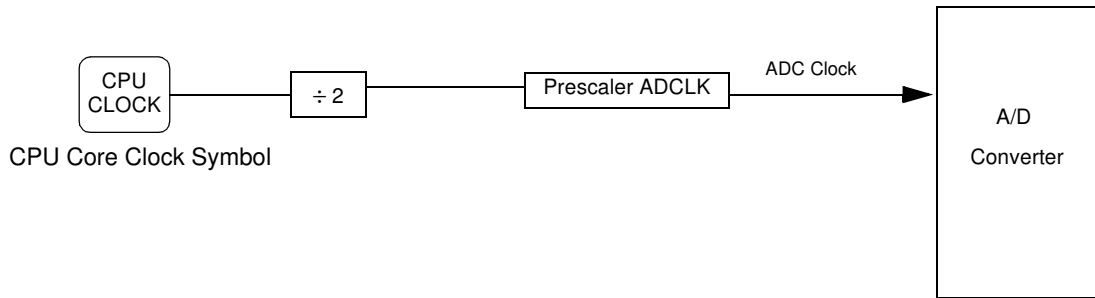 CPU
CLOCK
CPU Core Clock Symbol
÷ 2
Prescaler ADCLK
ADC Clock
A/D
Converter